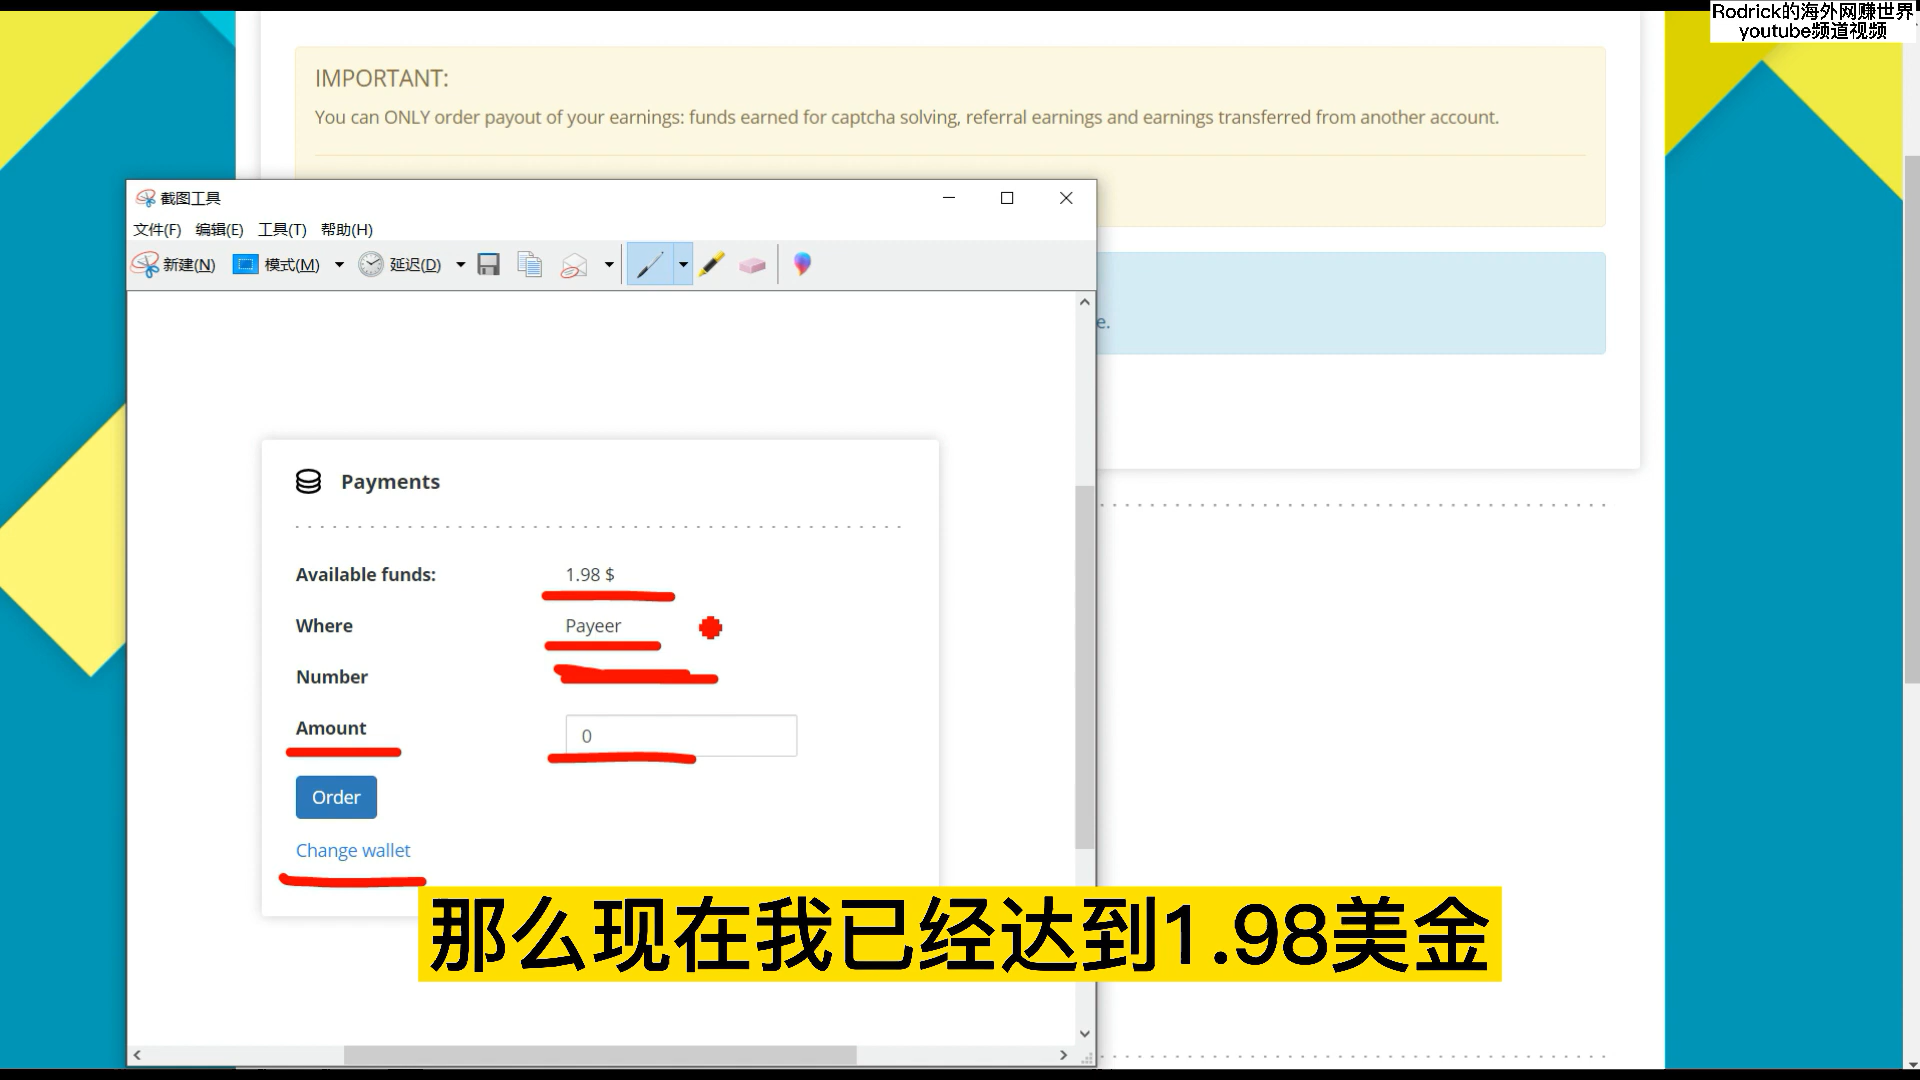 Rodrick的海外网赚世界
youtube频道视频
IMPORTANT:
You can ONLY order payout of your earnings: funds earned for captcha solving, referral earnings and earnings transferred from another account.
截图工具
文件(F) 编辑(E) 工具(T) 帮助(H)
新建(N) 模式(M) 延迟(D)
e.
Payments
Available funds: 1.98 $
Where Payeer
Number
Amount 0
Order
Change wallet
那么现在我已经达到1.98美金